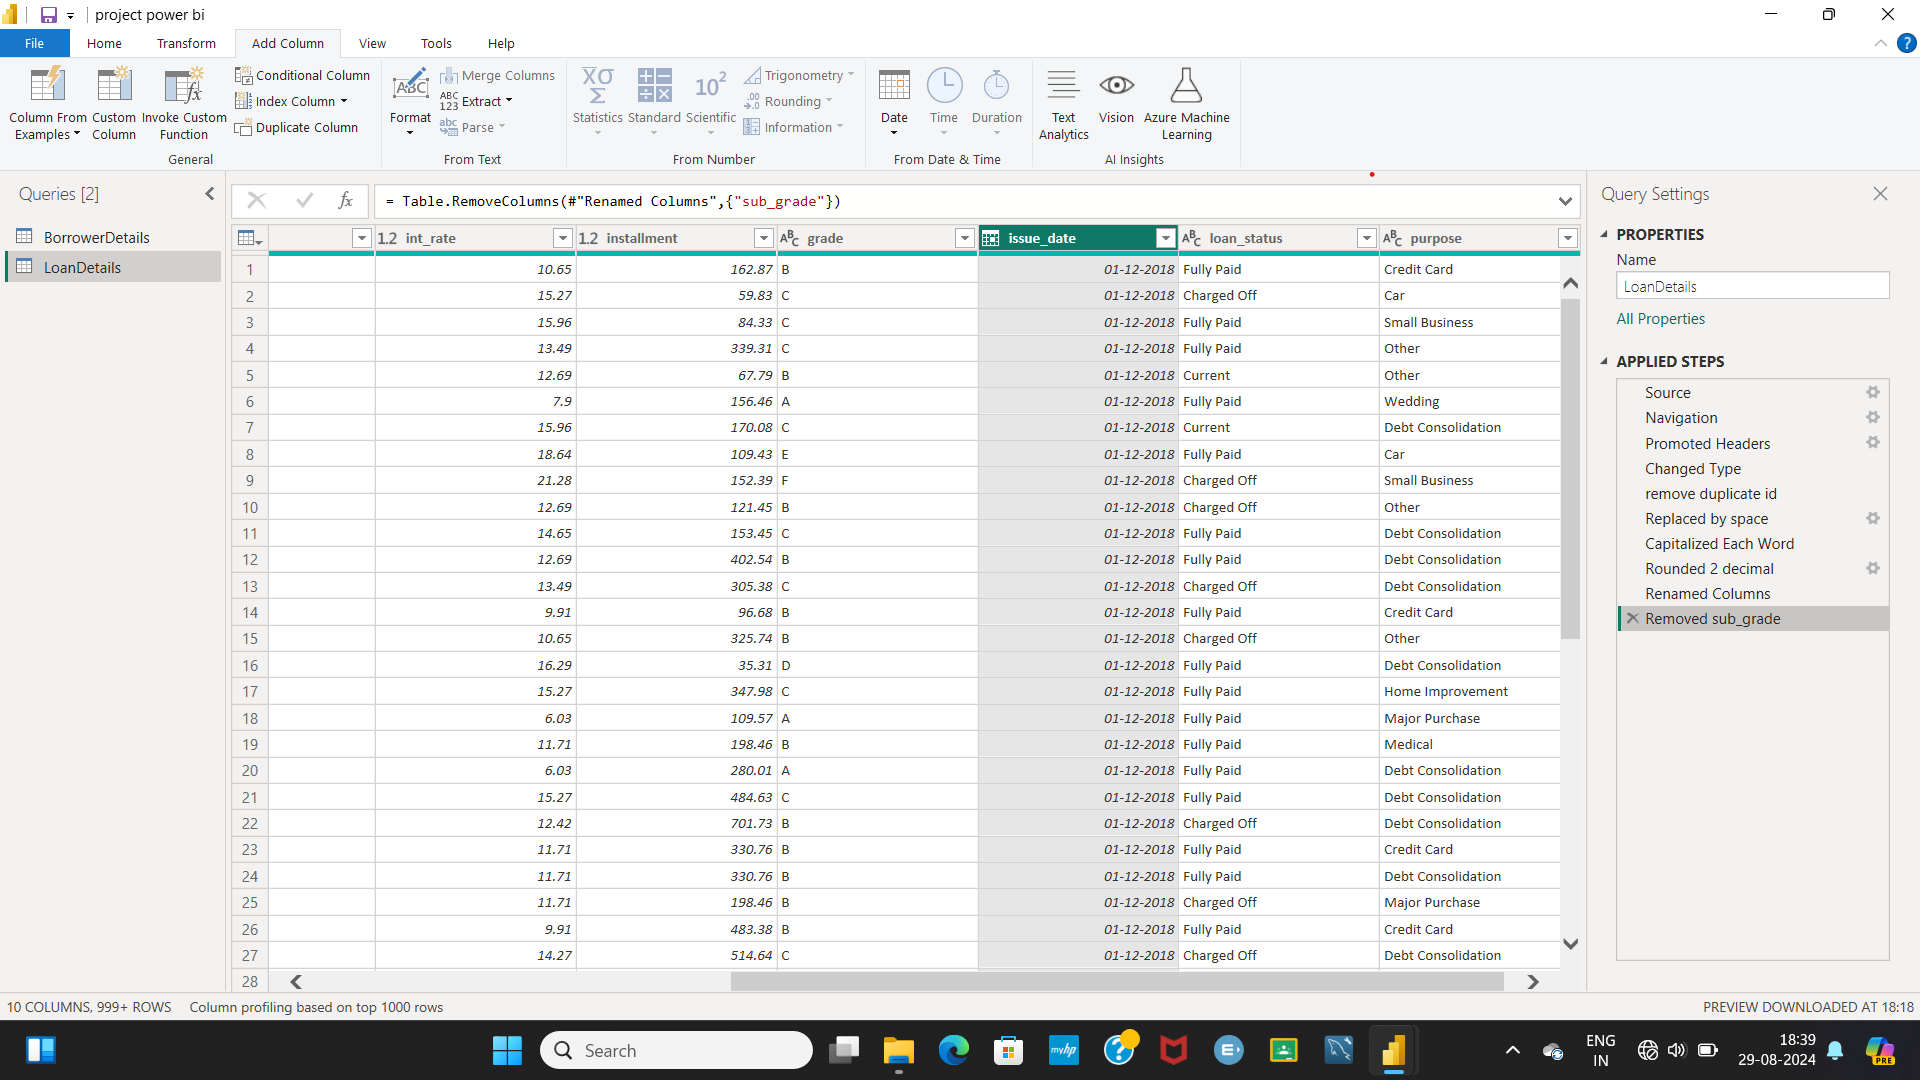 project power bi
File Home Transform Add Column View Tools Help
Column From Examples
Custom Column
Invoke Custom Function
Conditional Column
Index Column
Duplicate Column
General
Format
Merge Columns
Extract
Parse
From Text
Statistics
Standard
Scientific
Trigonometry
Rounding
Information
From Number
Date
Time
Duration
From Date & Time
Text Analytics
Vision
Azure Machine Learning
AI Insights
Queries [2]
BorrowerDetails
LoanDetails
= Table.RemoveColumns(#"Renamed Columns",{"sub_grade"})
1.2 int_rate 1.2 installment ABC grade issue_date ABC loan_status ABC purpose
1 10.65 162.87 B 01-12-2018 Fully Paid Credit Card
2 15.27 59.83 C 01-12-2018 Charged Off Car
3 15.96 84.33 C 01-12-2018 Fully Paid Small Business
4 13.49 339.31 C 01-12-2018 Fully Paid Other
5 12.69 67.79 B 01-12-2018 Current Other
6 7.9 156.46 A 01-12-2018 Fully Paid Wedding
7 15.96 170.08 C 01-12-2018 Current Debt Consolidation
8 18.64 109.43 E 01-12-2018 Fully Paid Car
9 21.28 152.39 F 01-12-2018 Charged Off Small Business
10 12.69 121.45 B 01-12-2018 Charged Off Other
11 14.65 153.45 C 01-12-2018 Fully Paid Debt Consolidation
12 12.69 402.54 B 01-12-2018 Fully Paid Debt Consolidation
13 13.49 305.38 C 01-12-2018 Charged Off Debt Consolidation
14 9.91 96.68 B 01-12-2018 Fully Paid Credit Card
15 10.65 325.74 B 01-12-2018 Charged Off Other
16 16.29 35.31 D 01-12-2018 Fully Paid Debt Consolidation
17 15.27 347.98 C 01-12-2018 Fully Paid Home Improvement
18 6.03 109.57 A 01-12-2018 Fully Paid Major Purchase
19 11.71 198.46 B 01-12-2018 Fully Paid Medical
20 6.03 280.01 A 01-12-2018 Fully Paid Debt Consolidation
21 15.27 484.63 C 01-12-2018 Fully Paid Debt Consolidation
22 12.42 701.73 B 01-12-2018 Charged Off Debt Consolidation
23 11.71 330.76 B 01-12-2018 Fully Paid Credit Card
24 11.71 330.76 B 01-12-2018 Fully Paid Debt Consolidation
25 11.71 198.46 B 01-12-2018 Charged Off Major Purchase
26 9.91 483.38 B 01-12-2018 Fully Paid Credit Card
27 14.27 514.64 C 01-12-2018 Charged Off Debt Consolidation
28
Query Settings
PROPERTIES
Name
LoanDetails
All Properties
APPLIED STEPS
Source
Navigation
Promoted Headers
Changed Type
remove duplicate id
Replaced by space
Capitalized Each Word
Rounded 2 decimal
Renamed Columns
Removed sub_grade
10 COLUMNS, 999+ ROWS Column profiling based on top 1000 rows PREVIEW DOWNLOADED AT 18:18
Search
myhp
ENG
IN
18:39
29-08-2024
PRE